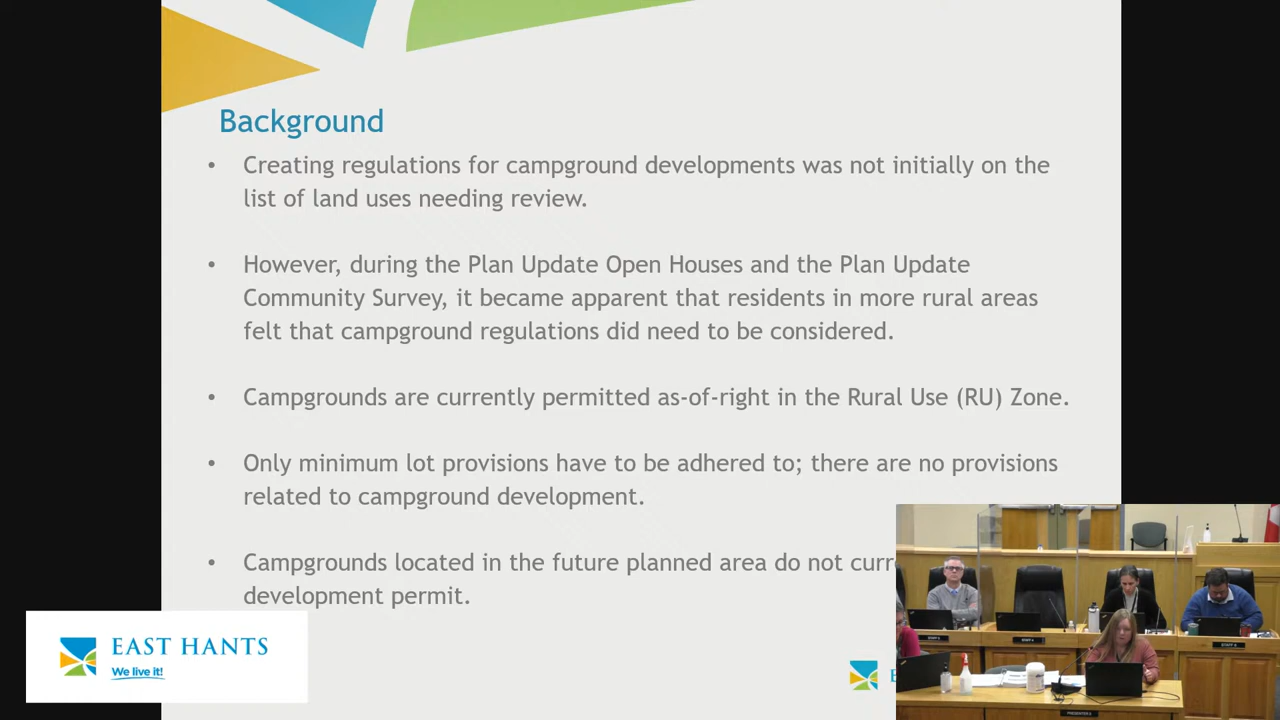 Background
• Creating regulations for campground developments was not initially on the
list of land uses needing review.
• However, during the Plan Update Open Houses and the Plan Update
Community Survey, it became apparent that residents in more rural areas
felt that campground regulations did need to be considered.
• Campgrounds are currently permitted as-of-right in the Rural Use (RU) Zone.
• Only minimum lot provisions have to be adhered to; there are no provisions
related to campground development.
• Campgrounds located in the future planned area do not curr
development permit.
EAST HANTS
We live it!